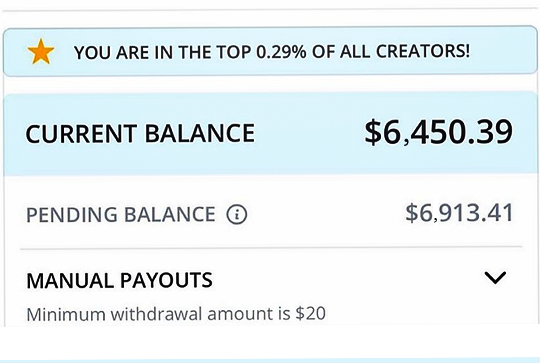 YOU ARE IN THE TOP 0.29% OF ALL CREATORS!
CURRENT BALANCE $6,450.39
PENDING BALANCE $6,913.41
MANUAL PAYOUTS
Minimum withdrawal amount is $20